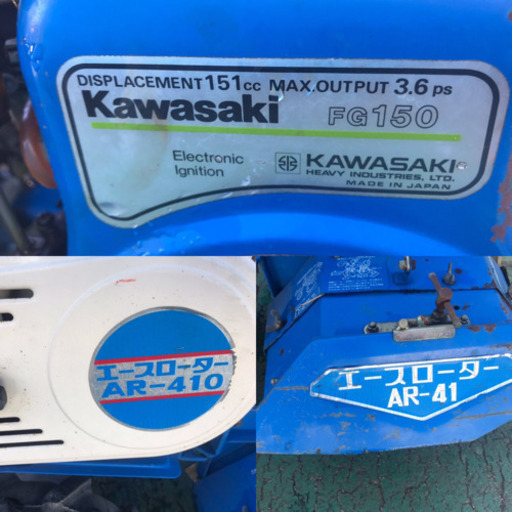 DISPLACEMENT 151cc MAX.OUTPUT 3.6 ps
Kawasaki FG150
Electronic
Ignition
KAWASAKI
HEAVY INDUSTRIES, LTD.
MADE IN JAPAN
エースローター
AR-410
エースローター
AR-41